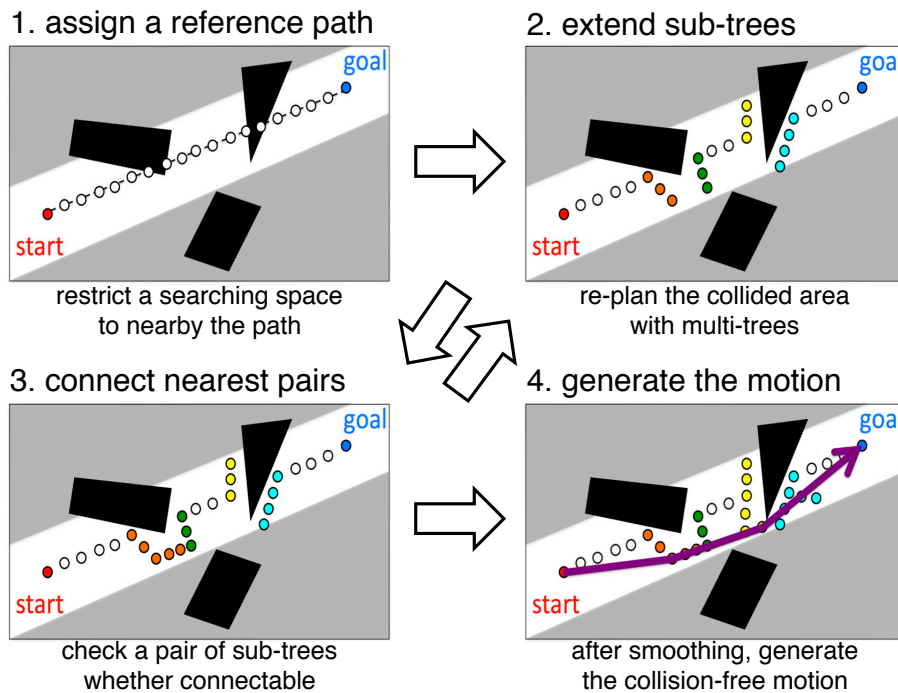 1. assign a reference path
goal
start
restrict a searching space
to nearby the path
2. extend sub-trees
goal
start
re-plan the collided area
with multi-trees
3. connect nearest pairs
goal
start
check a pair of sub-trees
whether connectable
4. generate the motion
goal
start
after smoothing, generate
the collision-free motion